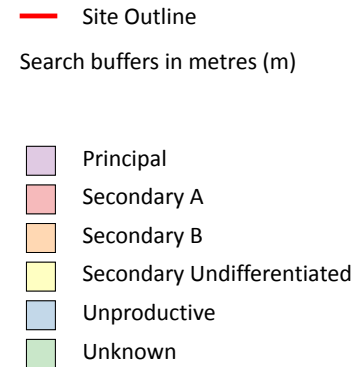 Site Outline
Search buffers in metres (m)
Principal
Secondary A
Secondary B
Secondary Undifferentiated
Unproductive
Unknown